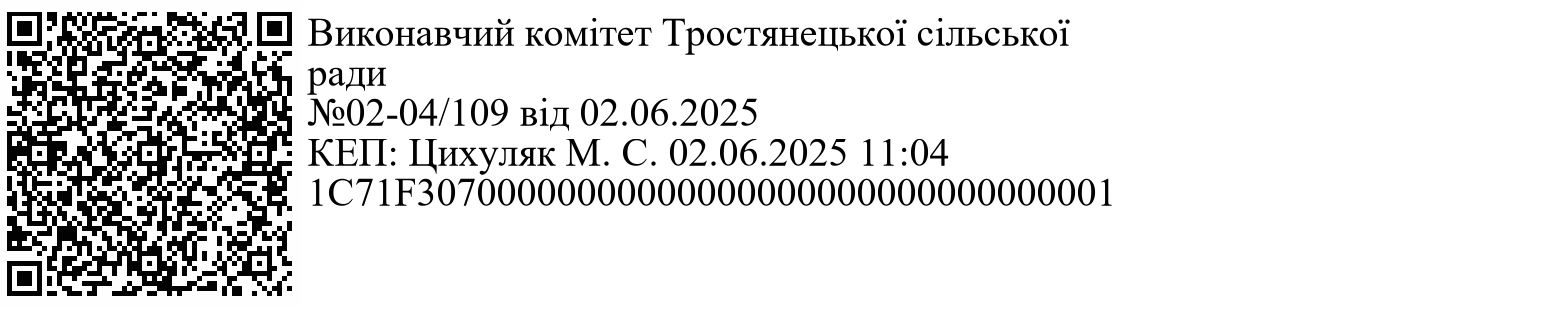 Виконавчий комітет Тростянецької сільської
ради
№02-04/109 від 02.06.2025
КЕП: Цихуляк М. С. 02.06.2025 11:04
1C71F3070000000000000000000000000000000001